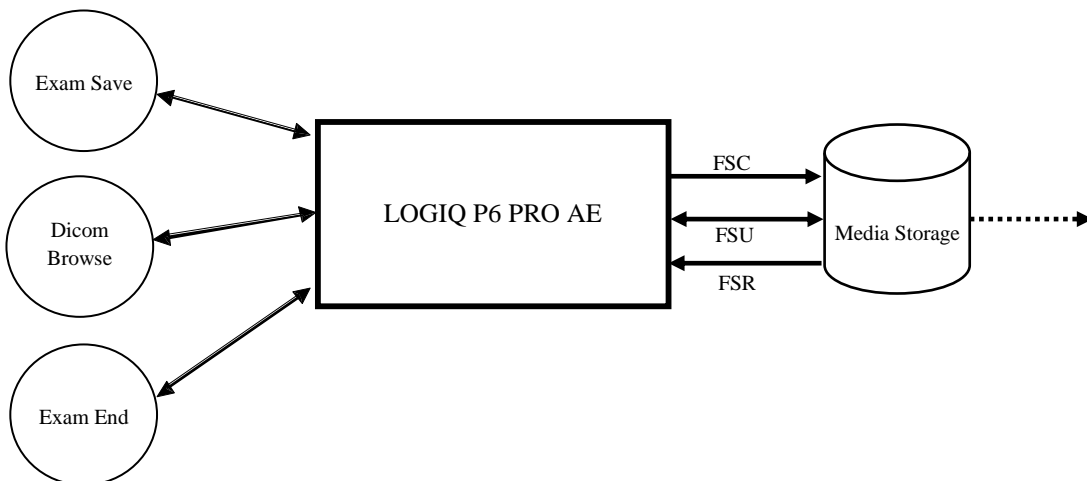 Exam Save
Dicom
Browse
Exam End
LOGIQ P6 PRO AE
FSC
FSU
FSR
Media Storage